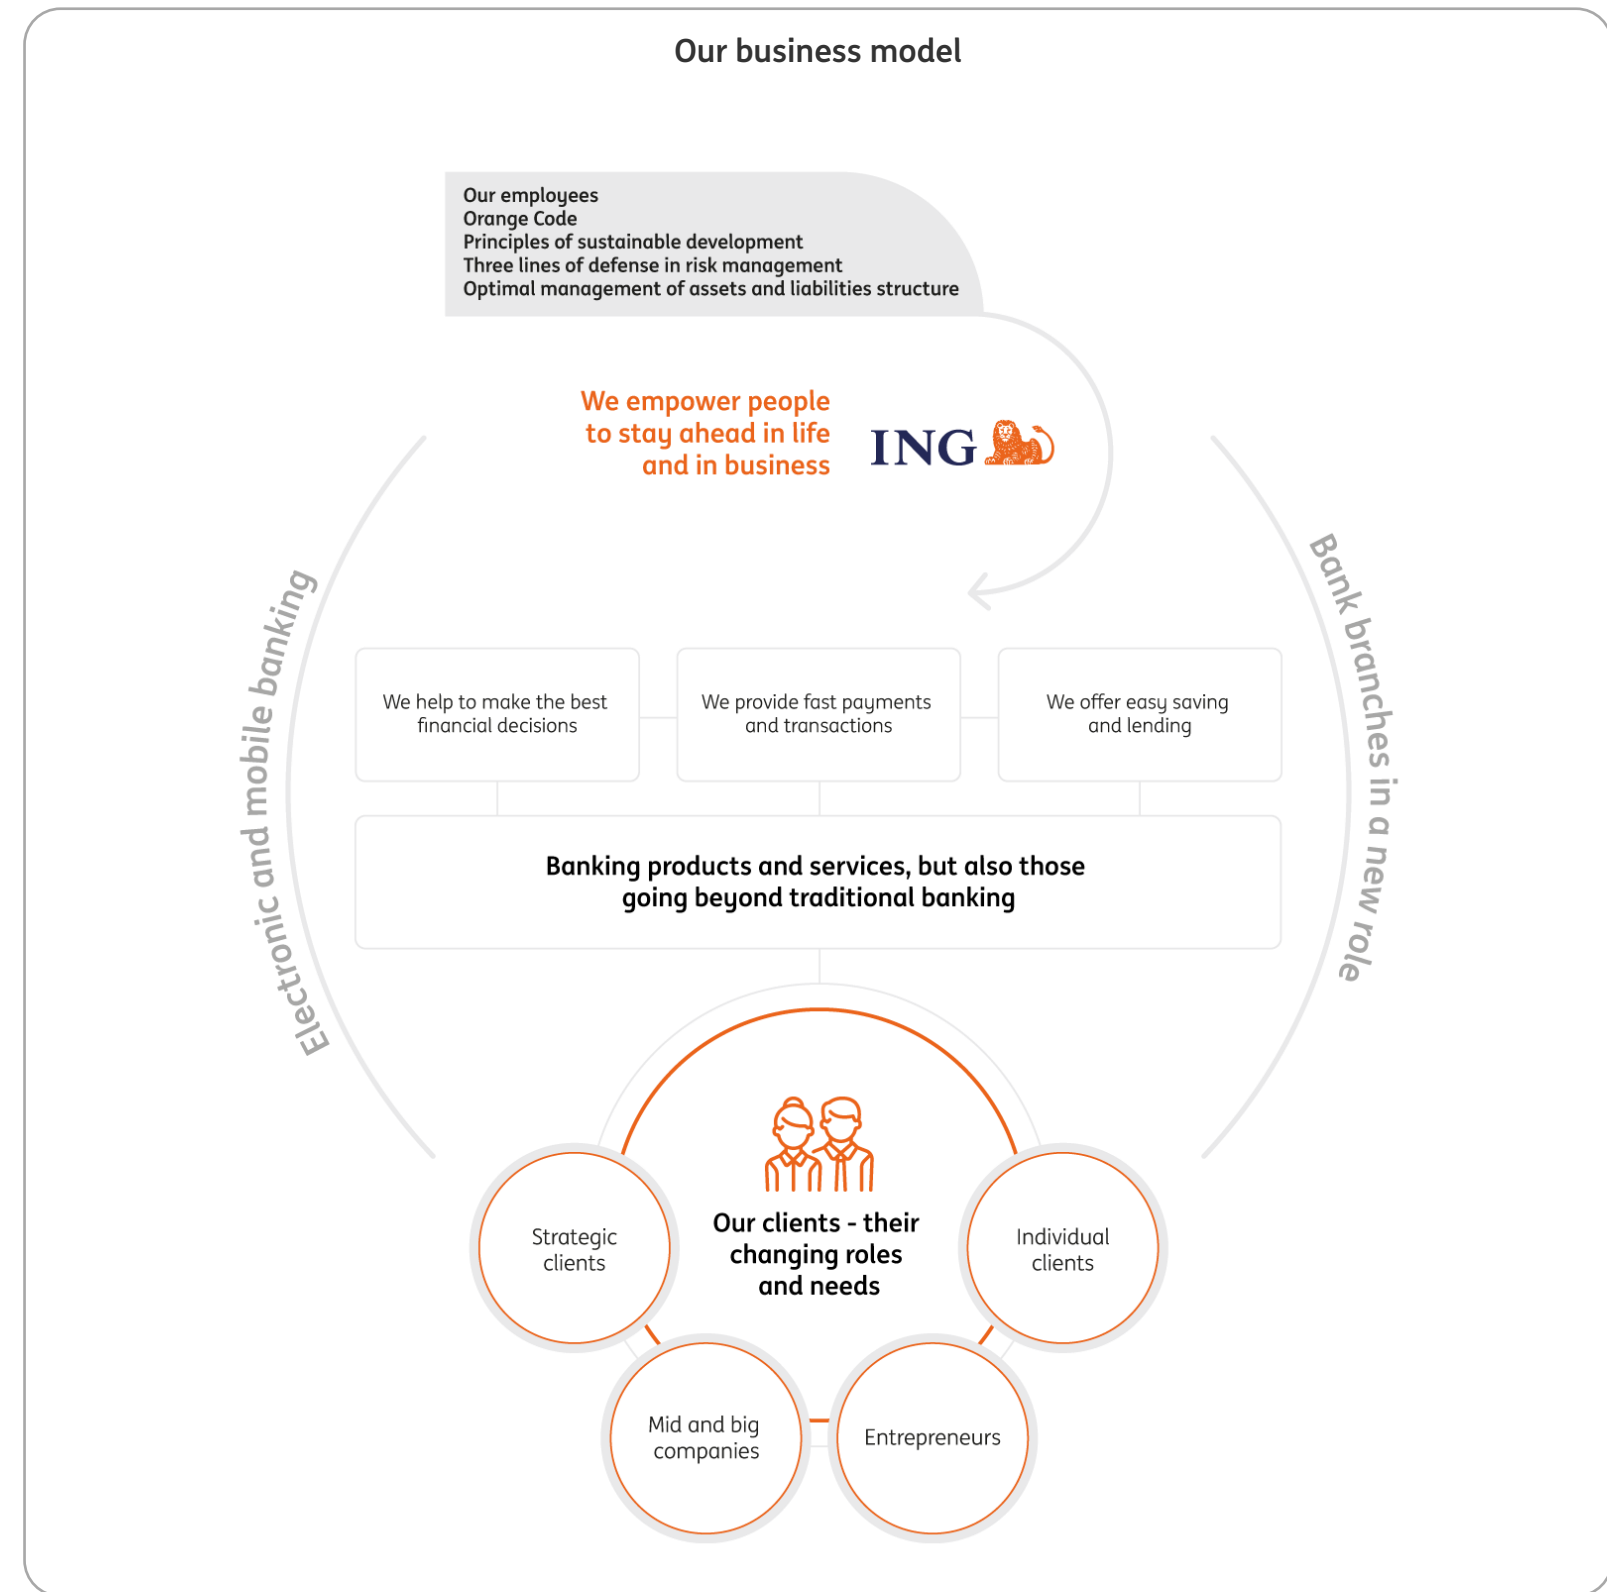 Our business model
Our employees
Orange Code
Principles of sustainable development
Three lines of defense in risk management
Optimal management of assets and liabilities structure
We empower people
to stay ahead in life
and in business
ING
Electronic and mobile banking
Bank branches in a new role
We help to make the best
financial decisions
We provide fast payments
and transactions
We offer easy saving
and lending
Banking products and services, but also those
going beyond traditional banking
Our clients - their
changing roles
and needs
Strategic
clients
Individual
clients
Mid and big
companies
Entrepreneurs